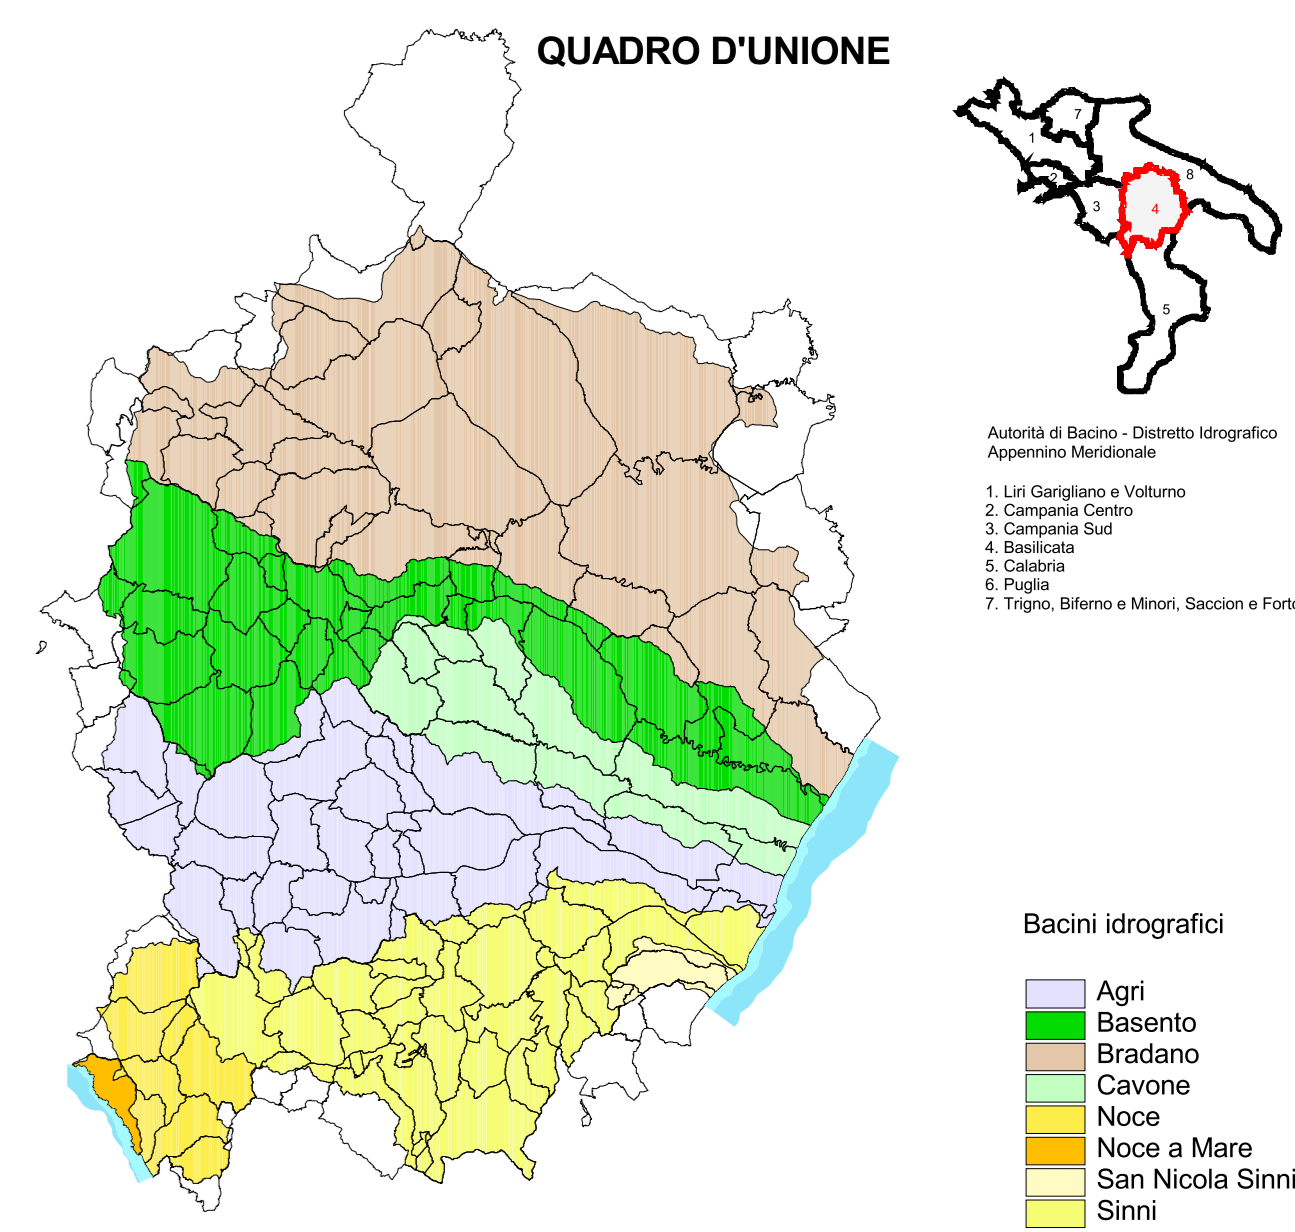 QUADRO D'UNIONE
7
1
2
8
3
4
5
Autorità di Bacino - Distretto Idrografico
Appennino Meridionale
1. Liri Garigliano e Volturno
2. Campania Centro
3. Campania Sud
4. Basilicata
5. Calabria
6. Puglia
7. Trigno, Biferno e Minori, Saccion e Forto
Bacini idrografici
Agri
Basento
Bradano
Cavone
Noce
Noce a Mare
San Nicola Sinni
Sinni